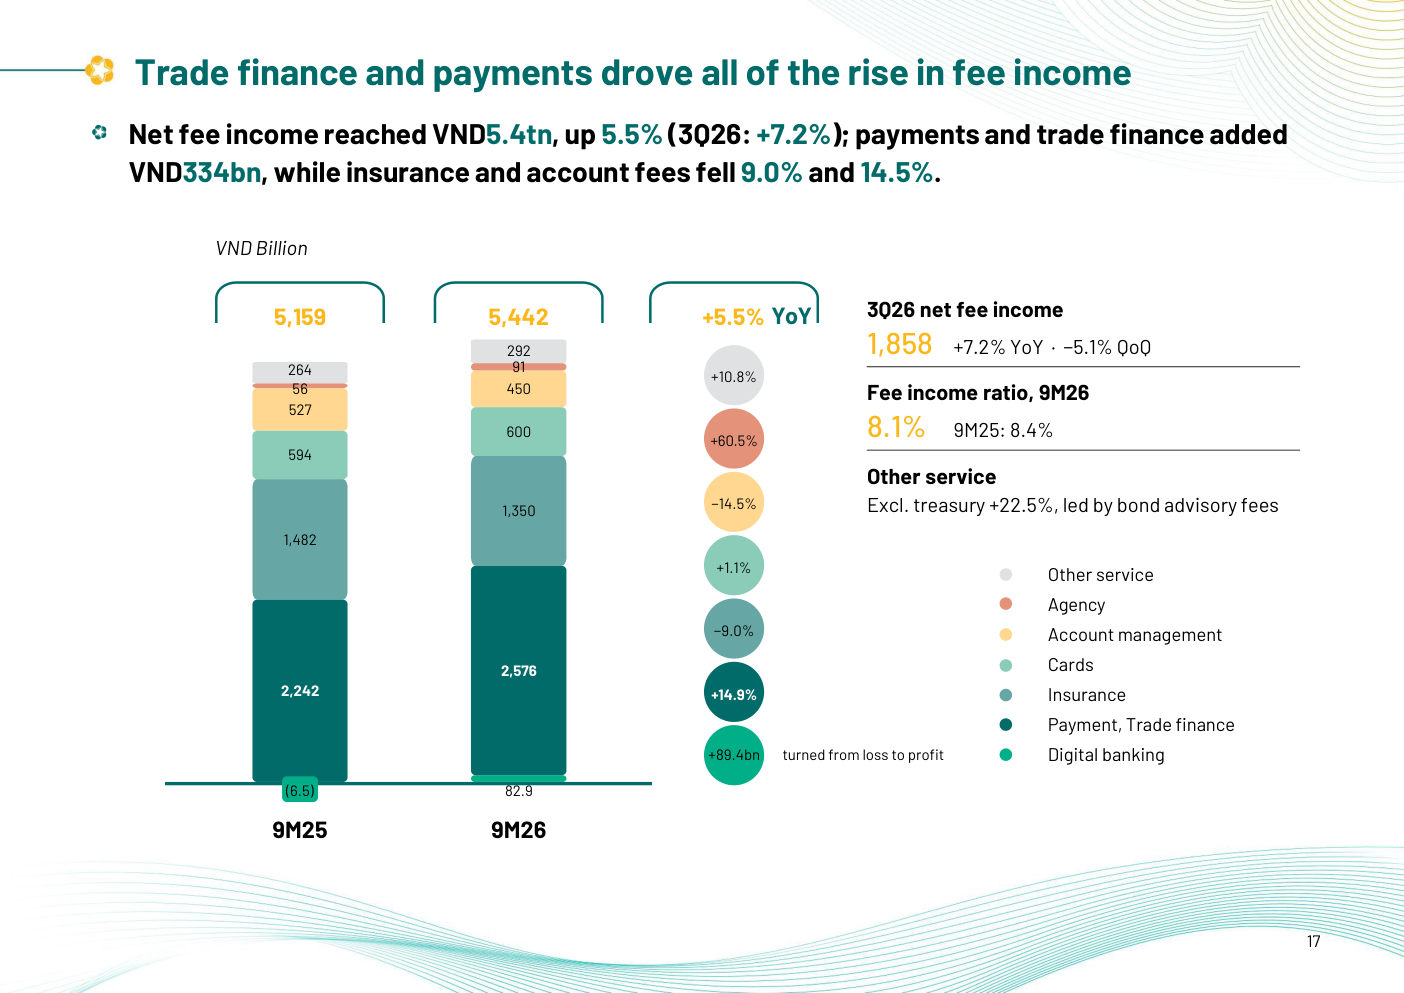 Trade finance and payments drove all of the rise in fee income
Net fee income reached VND5.4tn, up 5.5% (3Q26: +7.2%); payments and trade finance added
VND334bn, while insurance and account fees fell 9.0% and 14.5%.
VND Billion
5,159
5,442
+5.5% YoY
264
56
527
594
1,482
2,242
(6.5)
9M25
292
91
450
600
1,350
2,576
82.9
9M26
+10.8%
+60.5%
−14.5%
+1.1%
−9.0%
+14.9%
+89.4bn
turned from loss to profit
3Q26 net fee income
1,858 +7.2% YoY · −5.1% QoQ
Fee income ratio, 9M26
8.1% 9M25: 8.4%
Other service
Excl. treasury +22.5%, led by bond advisory fees
Other service
Agency
Account management
Cards
Insurance
Payment, Trade finance
Digital banking
17